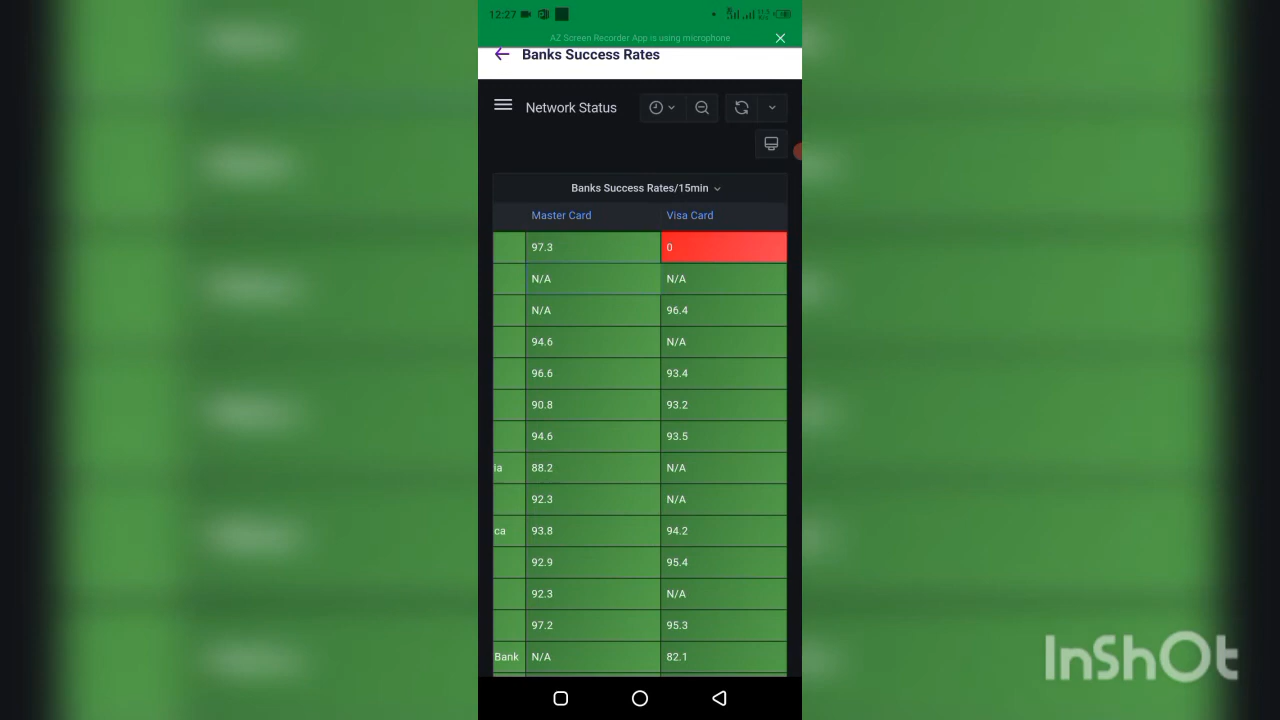 12:27
AZ Screen Recorder App is using microphone
Banks Success Rates
Network Status
Banks Success Rates/15min
Master Card Visa Card
97.3 0
N/A N/A
N/A 96.4
94.6 N/A
96.6 93.4
90.8 93.2
94.6 93.5
ia 88.2 N/A
92.3 N/A
ca 93.8 94.2
92.9 95.4
92.3 N/A
97.2 95.3
Bank N/A 82.1
InShOt